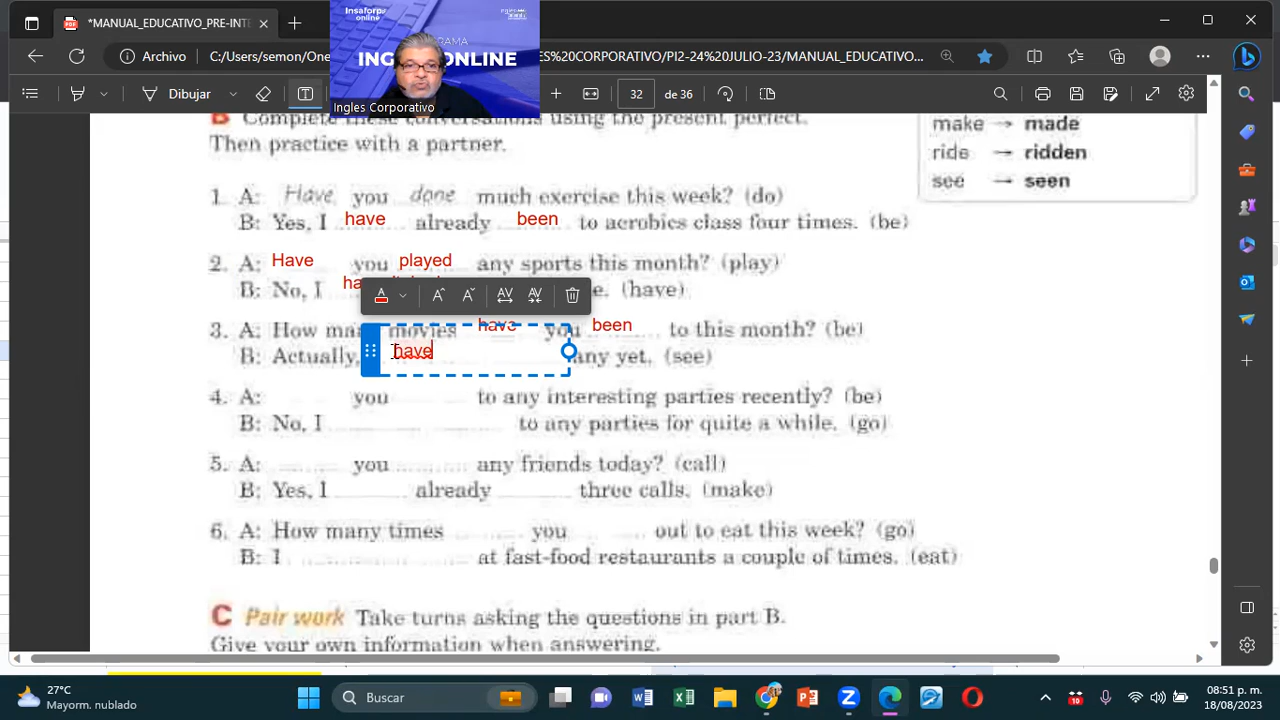 *MANUAL_EDUCATIVO_PRE-INTE
Archivo
C:/Users/semon/One
ES%20CORPORATIVO/PI2-24%20JULIO-23/MANUAL_EDUCATIVO...
Insaforp
online
INGL ONLINE
Ingles Corporativo
Dibujar
32
de 36
B Complete these conversations using the present perfect.
Then practice with a partner.
make → made
ride → ridden
see → seen
1. A: Have you done much exercise this week? (do)
B: Yes, I have already been to aerobics class four times. (be)
2. A: Have you played any sports this month? (play)
B: No, I ha e. (have)
3. A: How man movies have you been to this month? (be)
B: Actually, have any yet. (see)
4. A: you to any interesting parties recently? (be)
B: No, I to any parties for quite a while. (go)
5. A: you any friends today? (call)
B: Yes, I already three calls. (make)
6. A: How many times you out to eat this week? (go)
B: I at fast-food restaurants a couple of times. (eat)
C Pair work Take turns asking the questions in part B.
Give your own information when answering.
27°C
Mayorm. nublado
Buscar
10
08:51 p. m.
18/08/2023